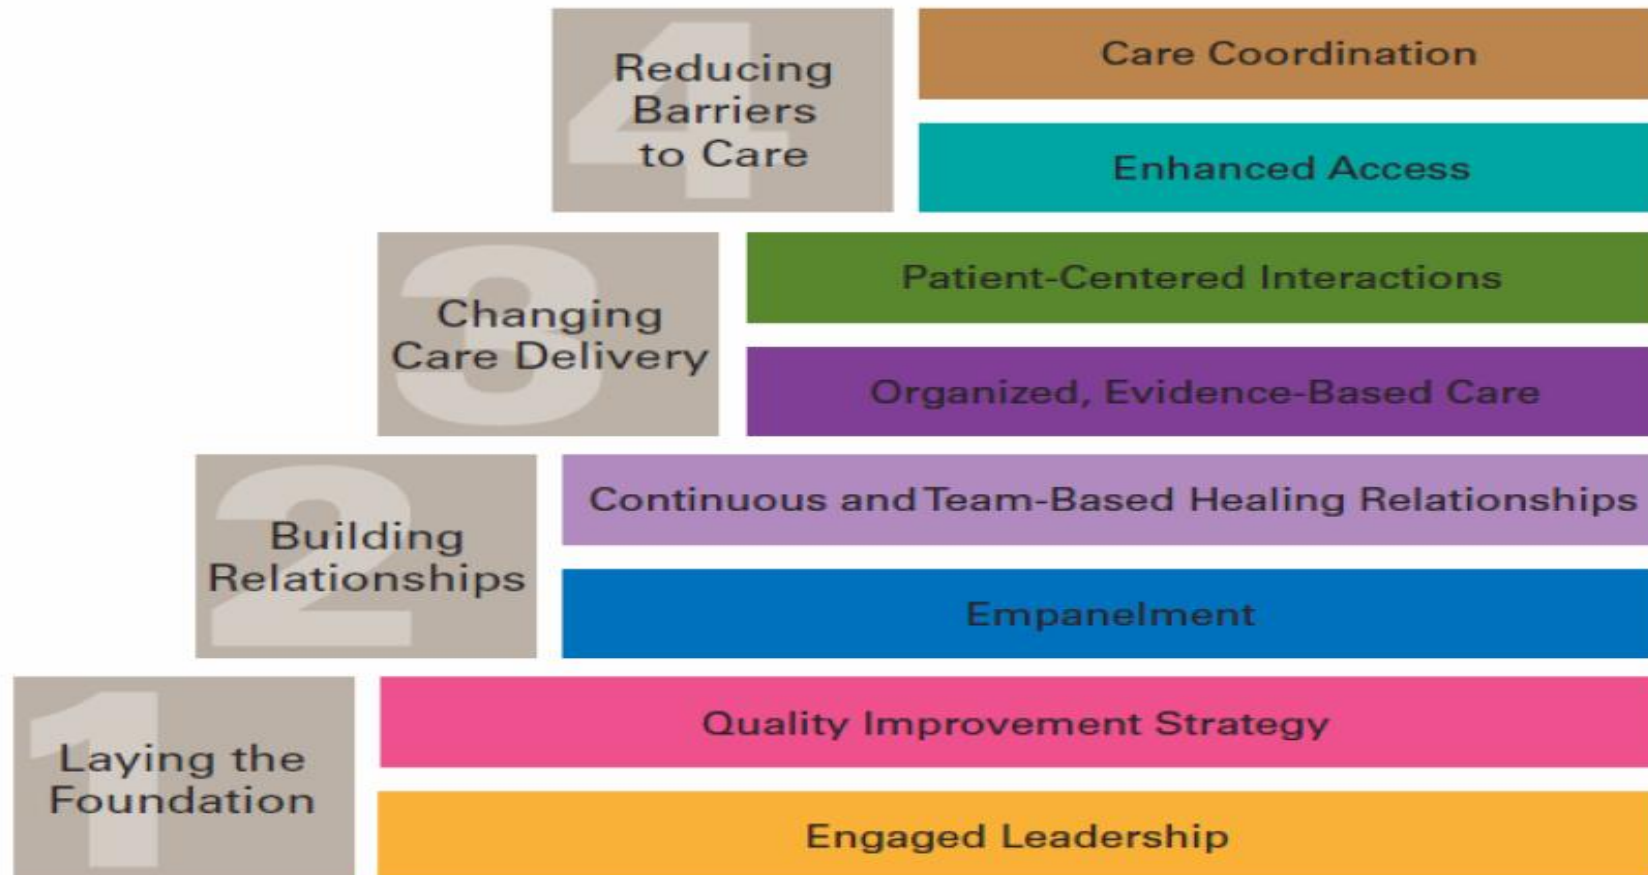 4
Reducing
Barriers
to Care
Care Coordination
Enhanced Access
3
Changing
Care Delivery
Patient-Centered Interactions
Organized, Evidence-Based Care
2
Building
Relationships
Continuous and Team-Based Healing Relationships
Empanelment
1
Laying the
Foundation
Quality Improvement Strategy
Engaged Leadership